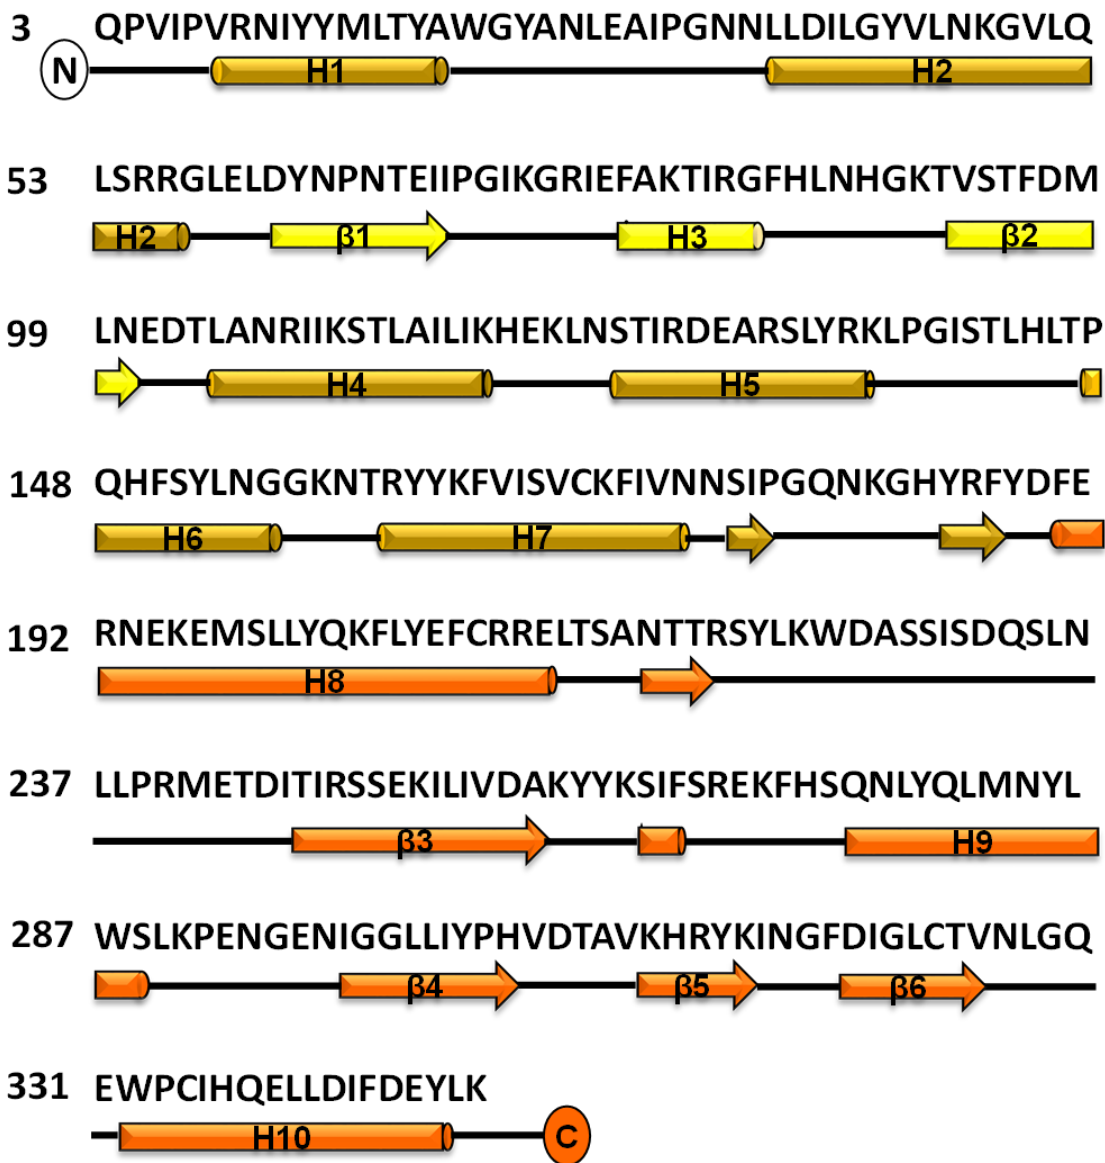 3 QPVIPVRNIYYMLTYAWGYANLEAIPGNNLLDILGYVLNKGVLQ
N H1 H2
53 LSRRGLELDYNPNTEIIPGIKGRIEFAKTIRGFHLNHGKTVSTFDM
H2 β1 H3 β2
99 LNEDTLANRIIKSTLAILIKHEKLNSTIRDEARSLYRKLPGISTLHLTP
H4 H5
148 QHFSYLNGGKNTRYYKFVISVCKFIVNNSIPGQNKGHYRFYDFE
H6 H7
192 RNEKEMSLLYQKFLYEFCRRELTSANTTRSYLKWDASSISDQSLN
H8
237 LLPRMETDITIRSSEKILIVDAKYYKSIFSREKFHSQNLYQLMNYL
β3 H9
287 WSLKPENGENIGGLLIYPHVDTAVKHRYKINGFDIGLCTVNLGQ
β4 β5 β6
331 EWPCIHQELLDIFDEYLK
H10 C